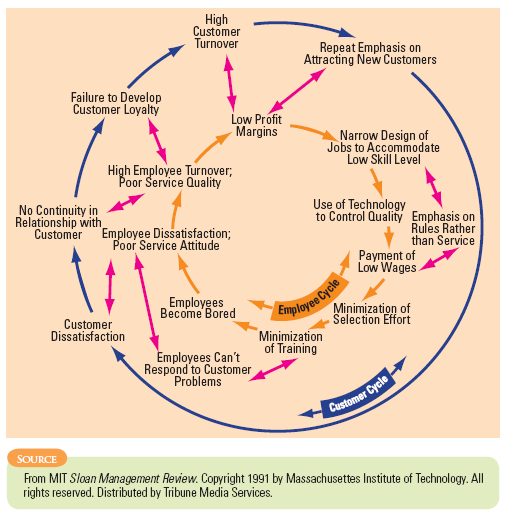 High
Customer
Turnover
Repeat Emphasis on
Attracting New Customers
Failure to Develop
Customer Loyalty
Low Profit
Margins
Narrow Design of
Jobs to Accommodate
Low Skill Level
High Employee Turnover;
Poor Service Quality
No Continuity in
Relationship with
Customer
Use of Technology
to Control Quality
Emphasis on
Rules Rather
than Service
Employee Dissatisfaction;
Poor Service Attitude
Payment of
Low Wages
Employee Cycle
Employees
Become Bored
Minimization of
Selection Effort
Customer
Dissatisfaction
Minimization
of Training
Employees Can't
Respond to Customer
Problems
Customer Cycle
SOURCE
From MIT Sloan Management Review. Copyright 1991 by Massachusettes Institute of Technology. All
rights reserved. Distributed by Tribune Media Services.